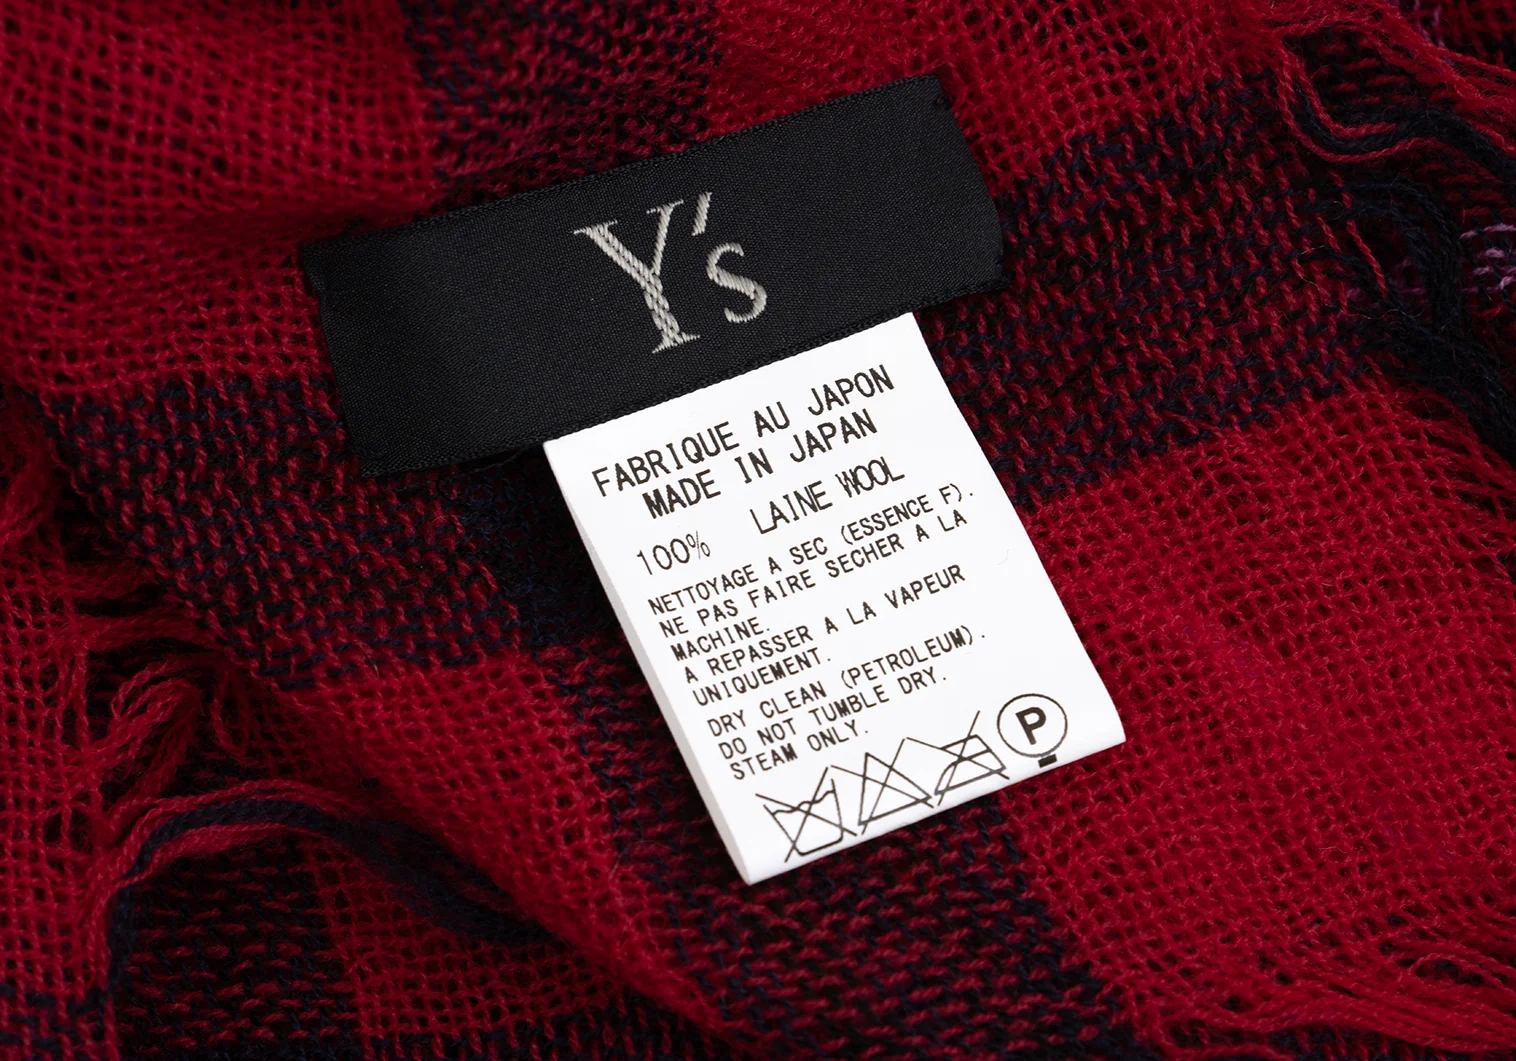 Y's
FABRIQUE AU JAPON
MADE IN JAPAN
100% LAINE WOOL
NETTOYAGE A SEC (ESSENCE F).
NE PAS FAIRE SECHER A LA
MACHINE.
A REPASSER A LA VAPEUR
UNIQUEMENT.
DRY CLEAN (PETROLEUM).
DO NOT TUMBLE DRY.
STEAM ONLY.
P